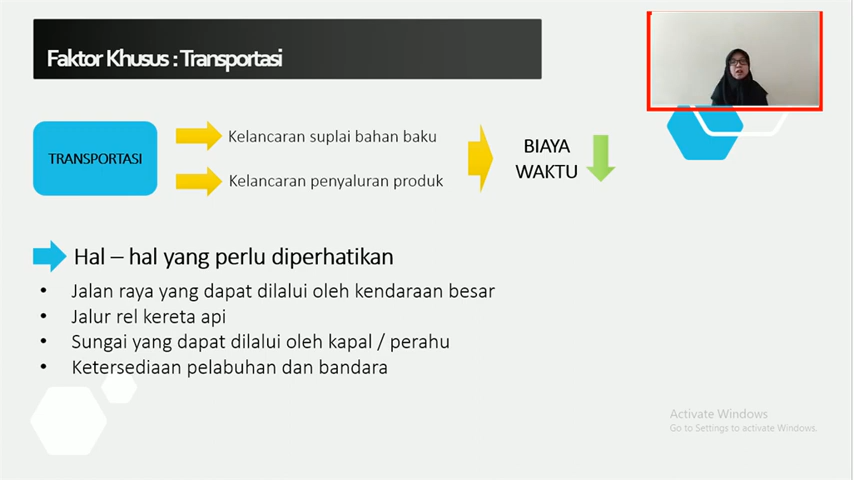 Faktor Khusus : Transportasi
TRANSPORTASI
Kelancaran suplai bahan baku
Kelancaran penyaluran produk
BIAYA
WAKTU
Hal – hal yang perlu diperhatikan
• Jalan raya yang dapat dilalui oleh kendaraan besar
• Jalur rel kereta api
• Sungai yang dapat dilalui oleh kapal / perahu
• Ketersediaan pelabuhan dan bandara
Activate Windows
Go to Settings to activate Windows.